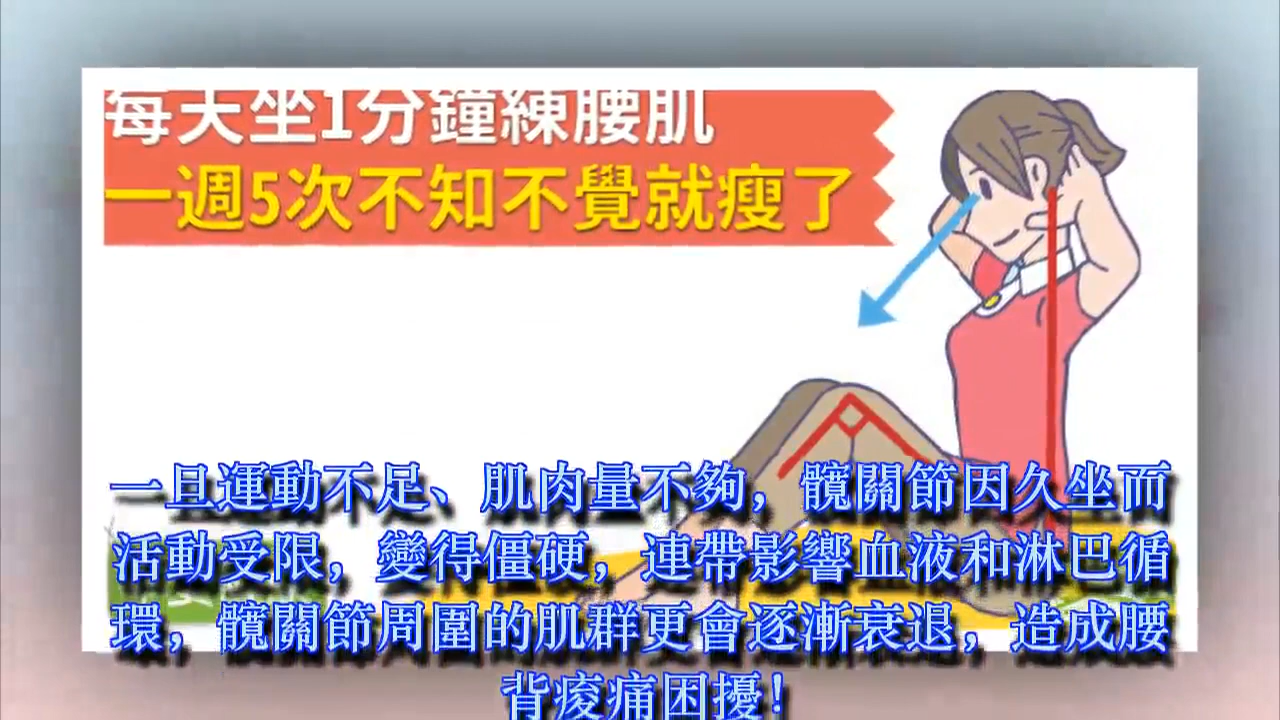 每天坐1分鐘練腰肌
一週5次不知不覺就瘦了
一旦運動不足、肌肉量不夠，髖關節因久坐而
活動受限，變得僵硬，連帶影響血液和淋巴循
環，髖關節周圍的肌群更會逐漸衰退，造成腰
背痠痛困擾！